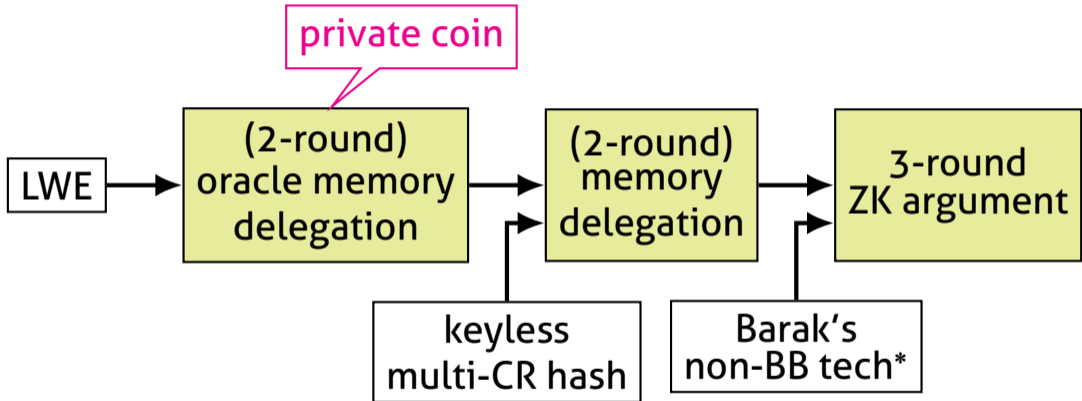 private coin
LWE
(2-round)
oracle memory
delegation
(2-round)
memory
delegation
3-round
ZK argument
keyless
multi-CR hash
Barak's
non-BB tech*